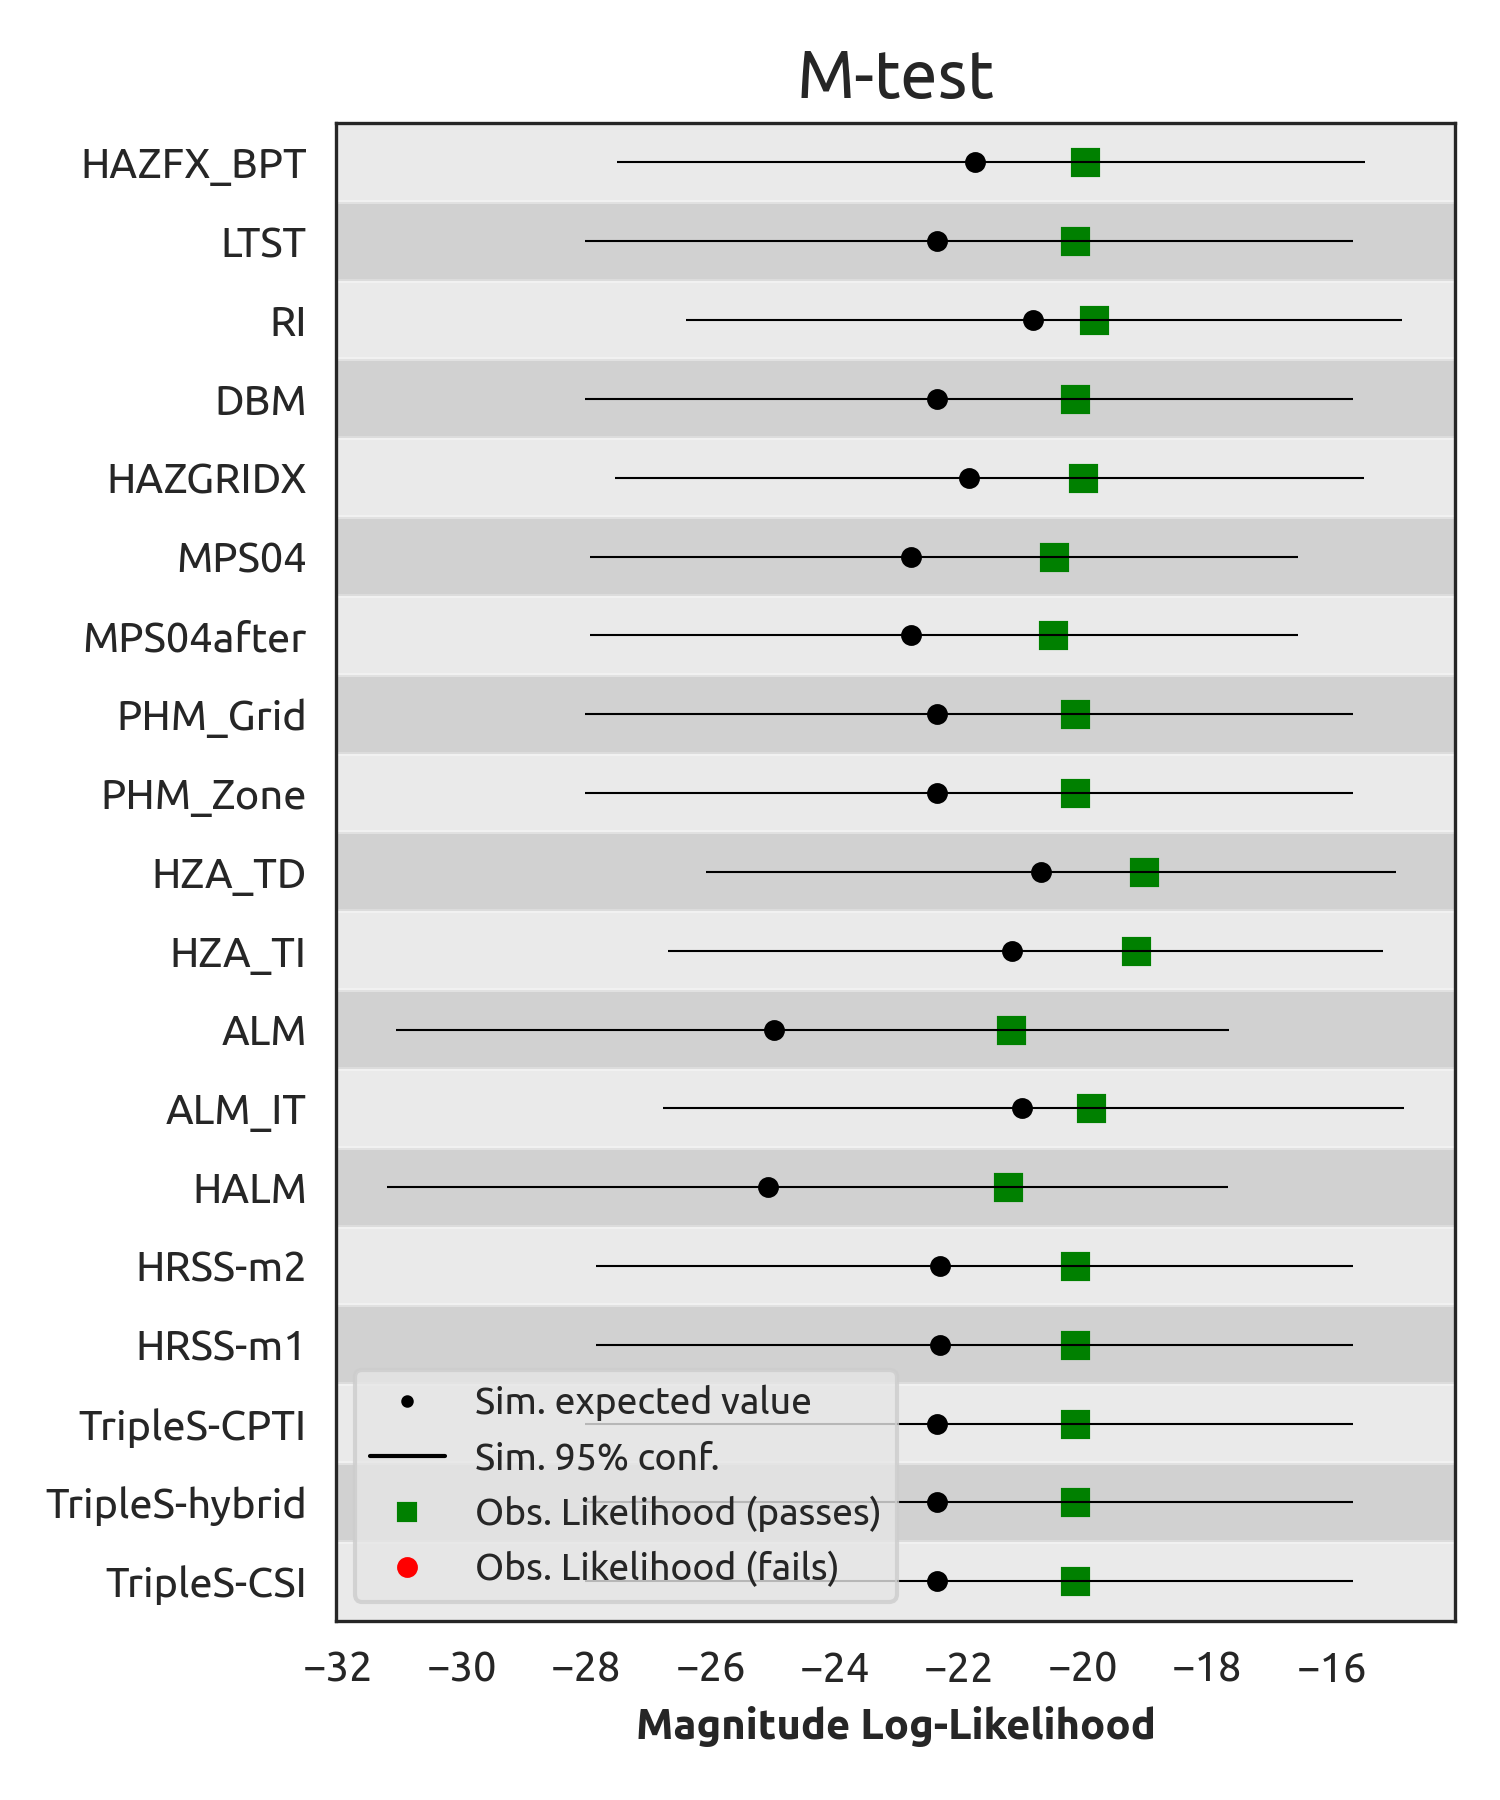 M-test
HAZFX_BPT
LTST
RI
DBM
HAZGRIDX
MPS04
MPS04after
PHM_Grid
PHM_Zone
HZA_TD
HZA_TI
ALM
ALM_IT
HALM
HRSS-m2
HRSS-m1
TripleS-CPTI
TripleS-hybrid
TripleS-CSI
Sim. expected value
Sim. 95% conf.
Obs. Likelihood (passes)
Obs. Likelihood (fails)
−32 −30 −28 −26 −24 −22 −20 −18 −16
Magnitude Log-Likelihood